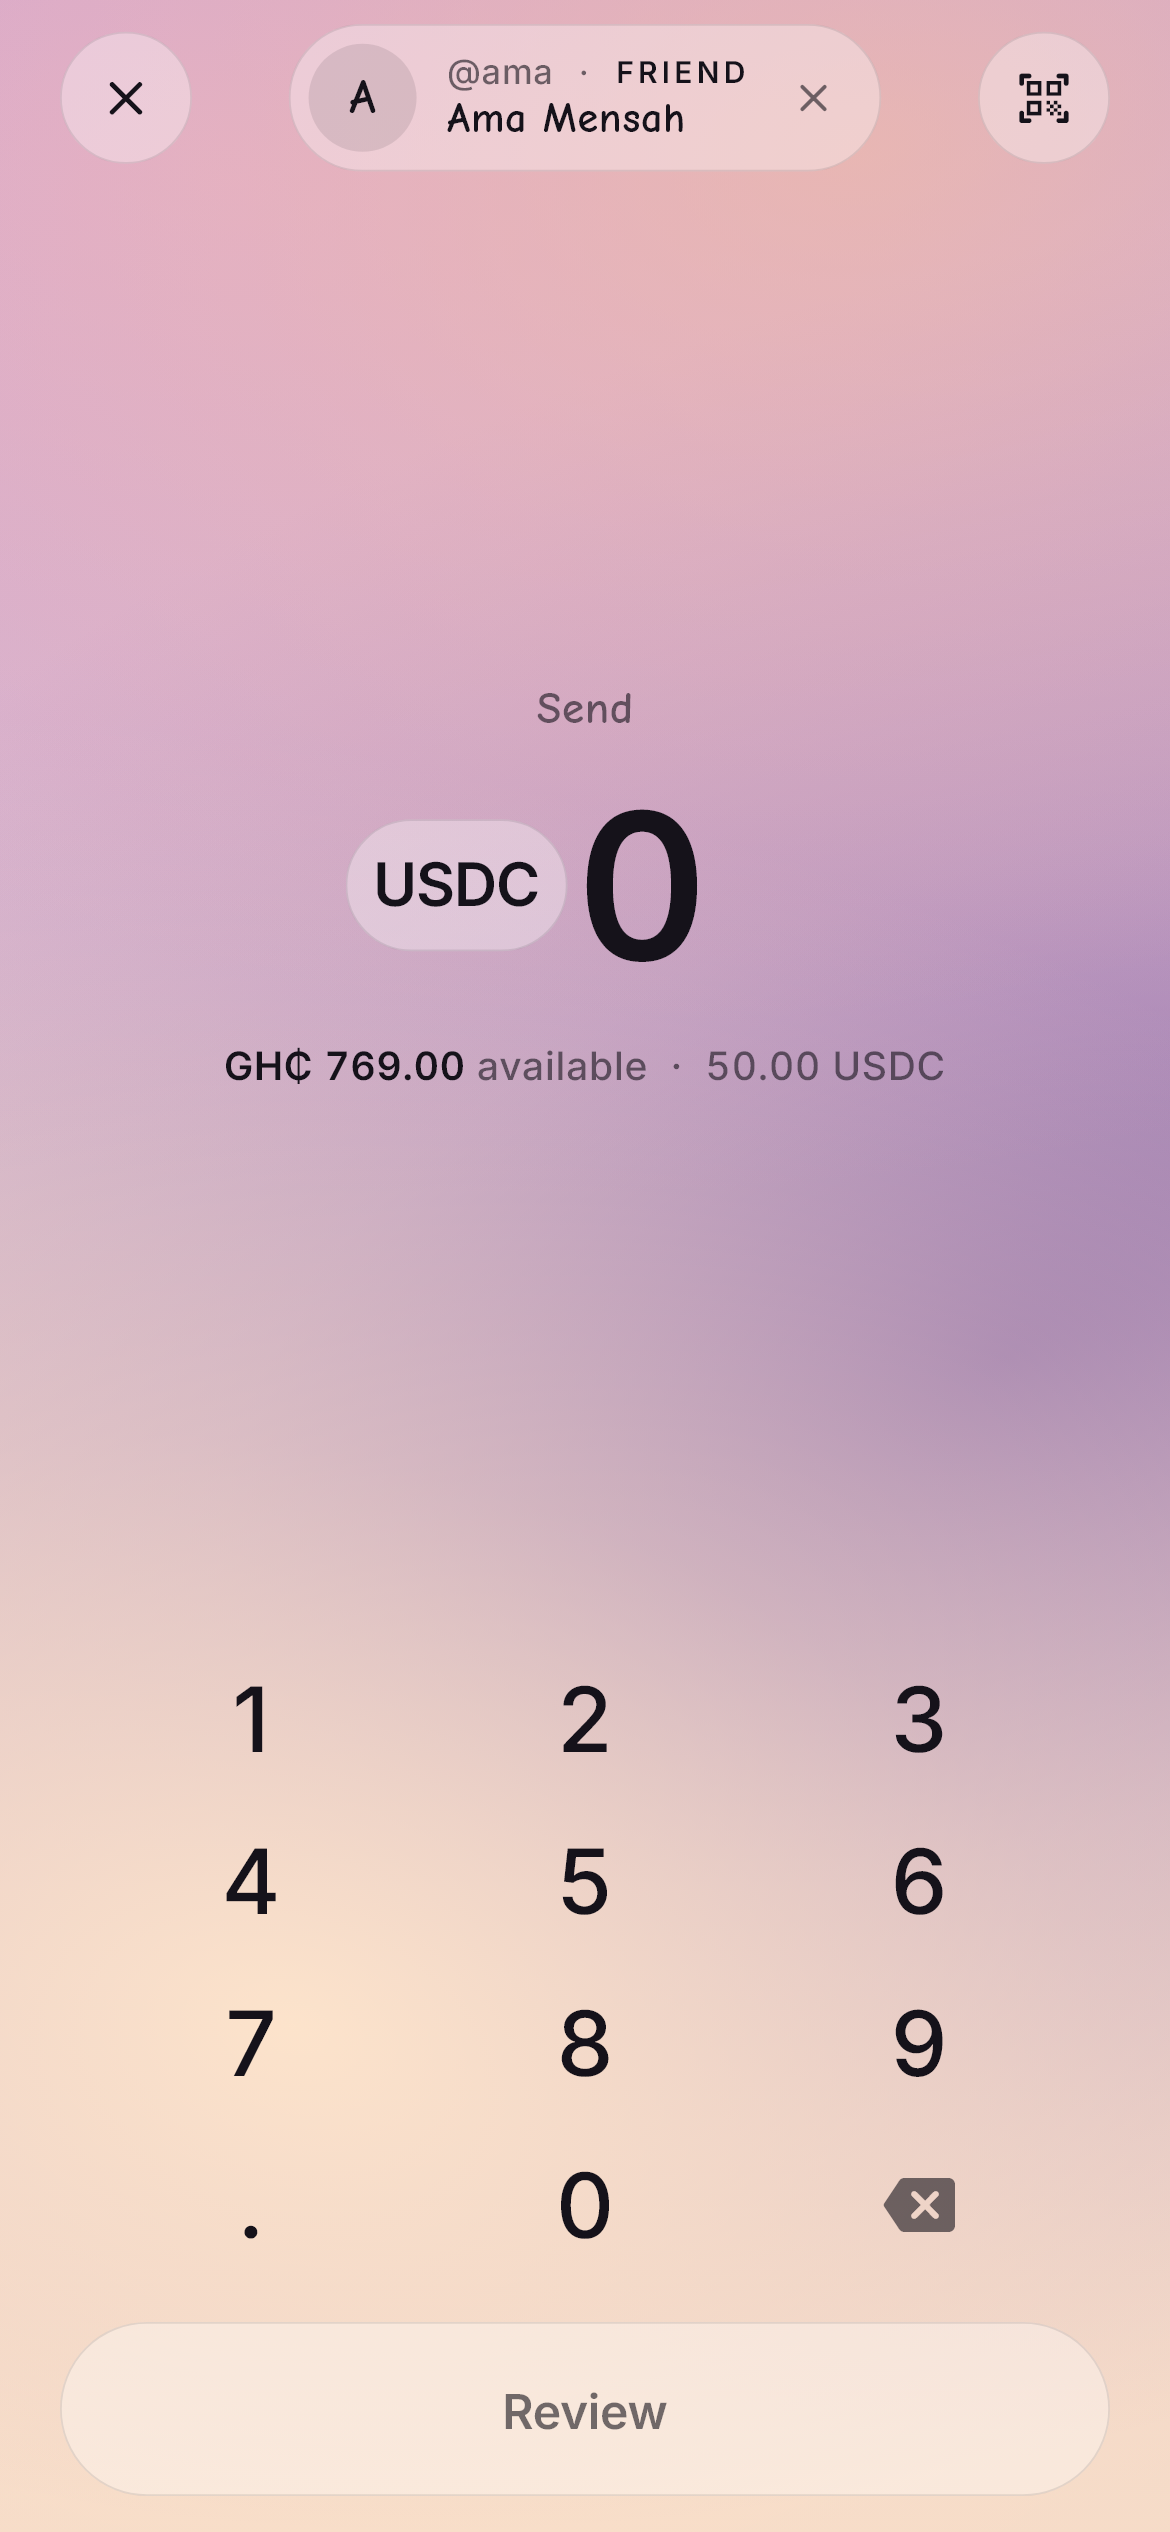 @ama · FRIEND
A
Ama Mensah
Send
USDC 0
GH₵ 769.00 available · 50.00 USDC
1 2 3
4 5 6
7 8 9
. 0
Review